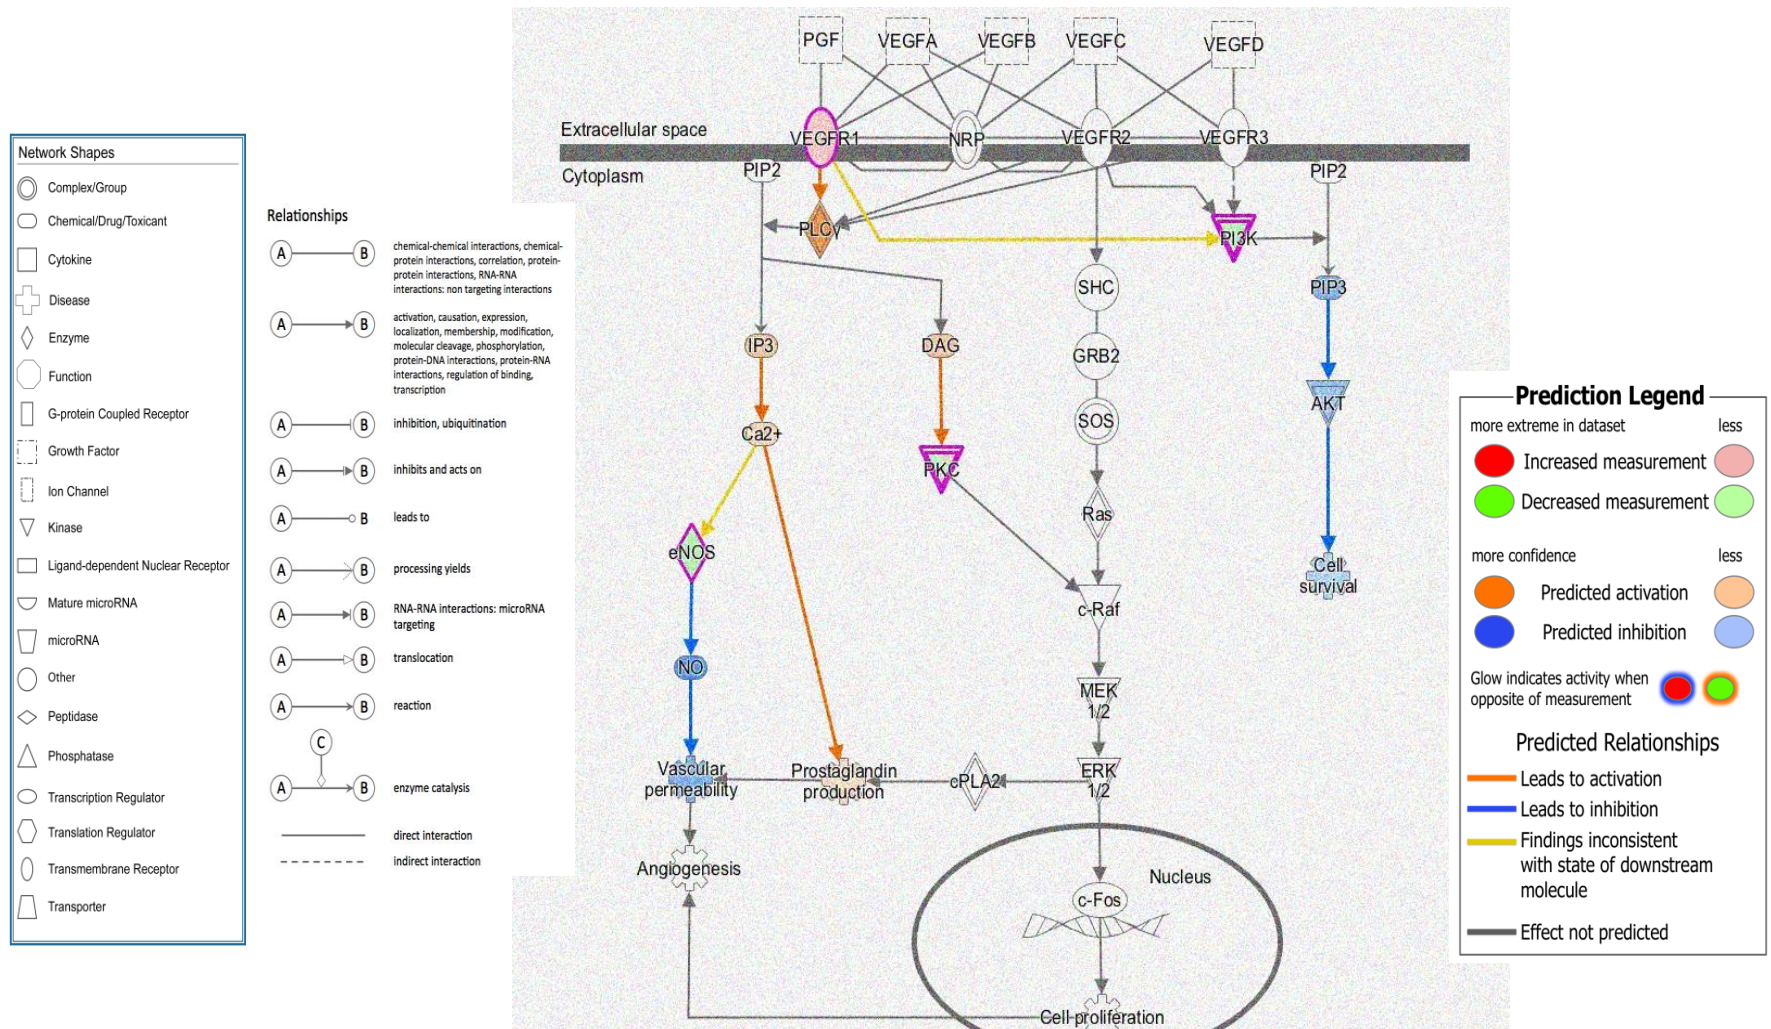 Network Shapes
Complex/Group
Chemical/Drug/Toxicant
Cytokine
Disease
Enzyme
Function
G-protein Coupled Receptor
Growth Factor
Ion Channel
Kinase
Ligand-dependent Nuclear Receptor
Mature microRNA
microRNA
Other
Peptidase
Phosphatase
Transcription Regulator
Translation Regulator
Transmembrane Receptor
Transporter
Relationships
A B
chemical-chemical interactions, chemical-
protein interactions, correlation, protein-
protein interactions, RNA-RNA
interactions: non targeting interactions
A B
activation, causation, expression,
localization, membership, modification,
molecular cleavage, phosphorylation,
protein-DNA interactions, protein-RNA
interactions, regulation of binding,
transcription
A B inhibition, ubiquitination
A B inhibits and acts on
A B leads to
A B processing yields
A B RNA-RNA interactions: microRNA
targeting
A B translocation
A B reaction
C
A B enzyme catalysis
direct interaction
indirect interaction
PGF VEGFA VEGFB VEGFC VEGFD
Extracellular space
VEGFR1 NRP VEGFR2 VEGFR3
Cytoplasm
PIP2 PIP2
PLCγ PI3K
SHC PIP3
IP3 DAG GRB2
AKT
Ca2+ SOS
PKC
Ras
eNOS Cell
survival
c-Raf
NO
MEK
1/2
Vascular
permeability
Prostaglandin
production
cPLA2
ERK
1/2
Angiogenesis
Nucleus
c-Fos
Cell proliferation
Prediction Legend
more extreme in dataset less
Increased measurement
Decreased measurement
more confidence less
Predicted activation
Predicted inhibition
Glow indicates activity when
opposite of measurement
Predicted Relationships
Leads to activation
Leads to inhibition
Findings inconsistent
with state of downstream
molecule
Effect not predicted